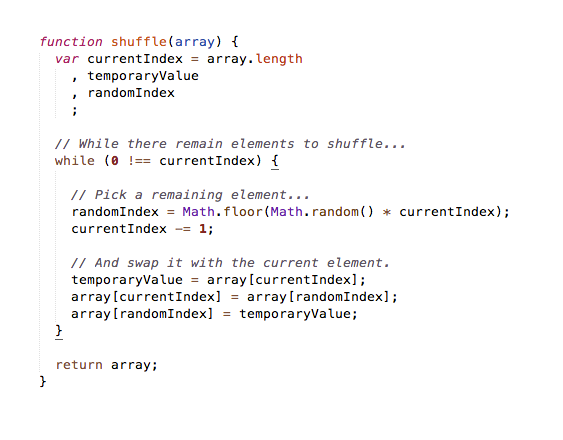 function shuffle(array) {
  var currentIndex = array.length
    , temporaryValue
    , randomIndex
    ;

  // While there remain elements to shuffle...
  while (0 !== currentIndex) {

    // Pick a remaining element...
    randomIndex = Math.floor(Math.random() * currentIndex);
    currentIndex -= 1;

    // And swap it with the current element.
    temporaryValue = array[currentIndex];
    array[currentIndex] = array[randomIndex];
    array[randomIndex] = temporaryValue;
  }

  return array;
}